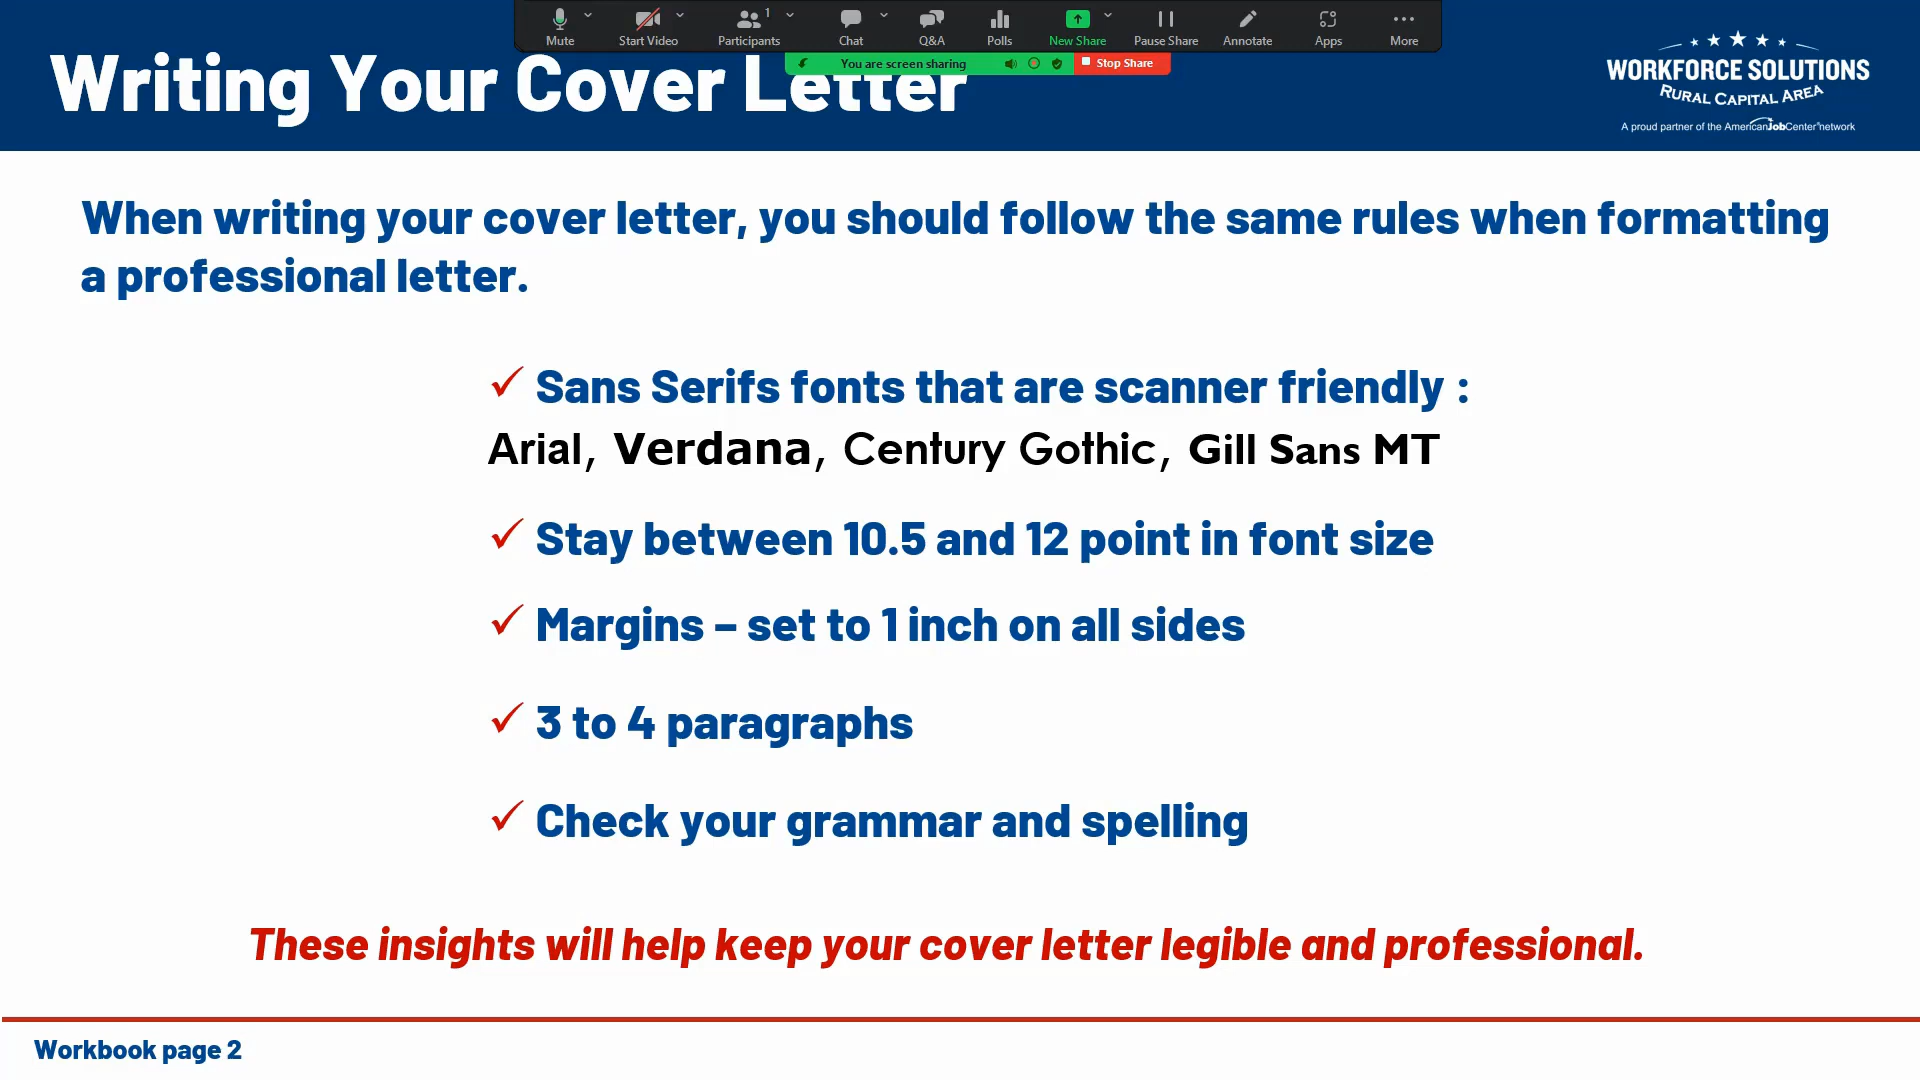 Mute
Start Video
Participants
1
Chat
Q&A
Polls
New Share
Pause Share
Annotate
Apps
More
You are screen sharing
Stop Share
Writing Your Cover Letter
WORKFORCE SOLUTIONS
RURAL CAPITAL AREA
A proud partner of the AmericanJobCenter®network
When writing your cover letter, you should follow the same rules when formatting
a professional letter.
✓ Sans Serifs fonts that are scanner friendly :
Arial, Verdana, Century Gothic, Gill Sans MT
✓ Stay between 10.5 and 12 point in font size
✓ Margins – set to 1 inch on all sides
✓ 3 to 4 paragraphs
✓ Check your grammar and spelling
These insights will help keep your cover letter legible and professional.
Workbook page 2